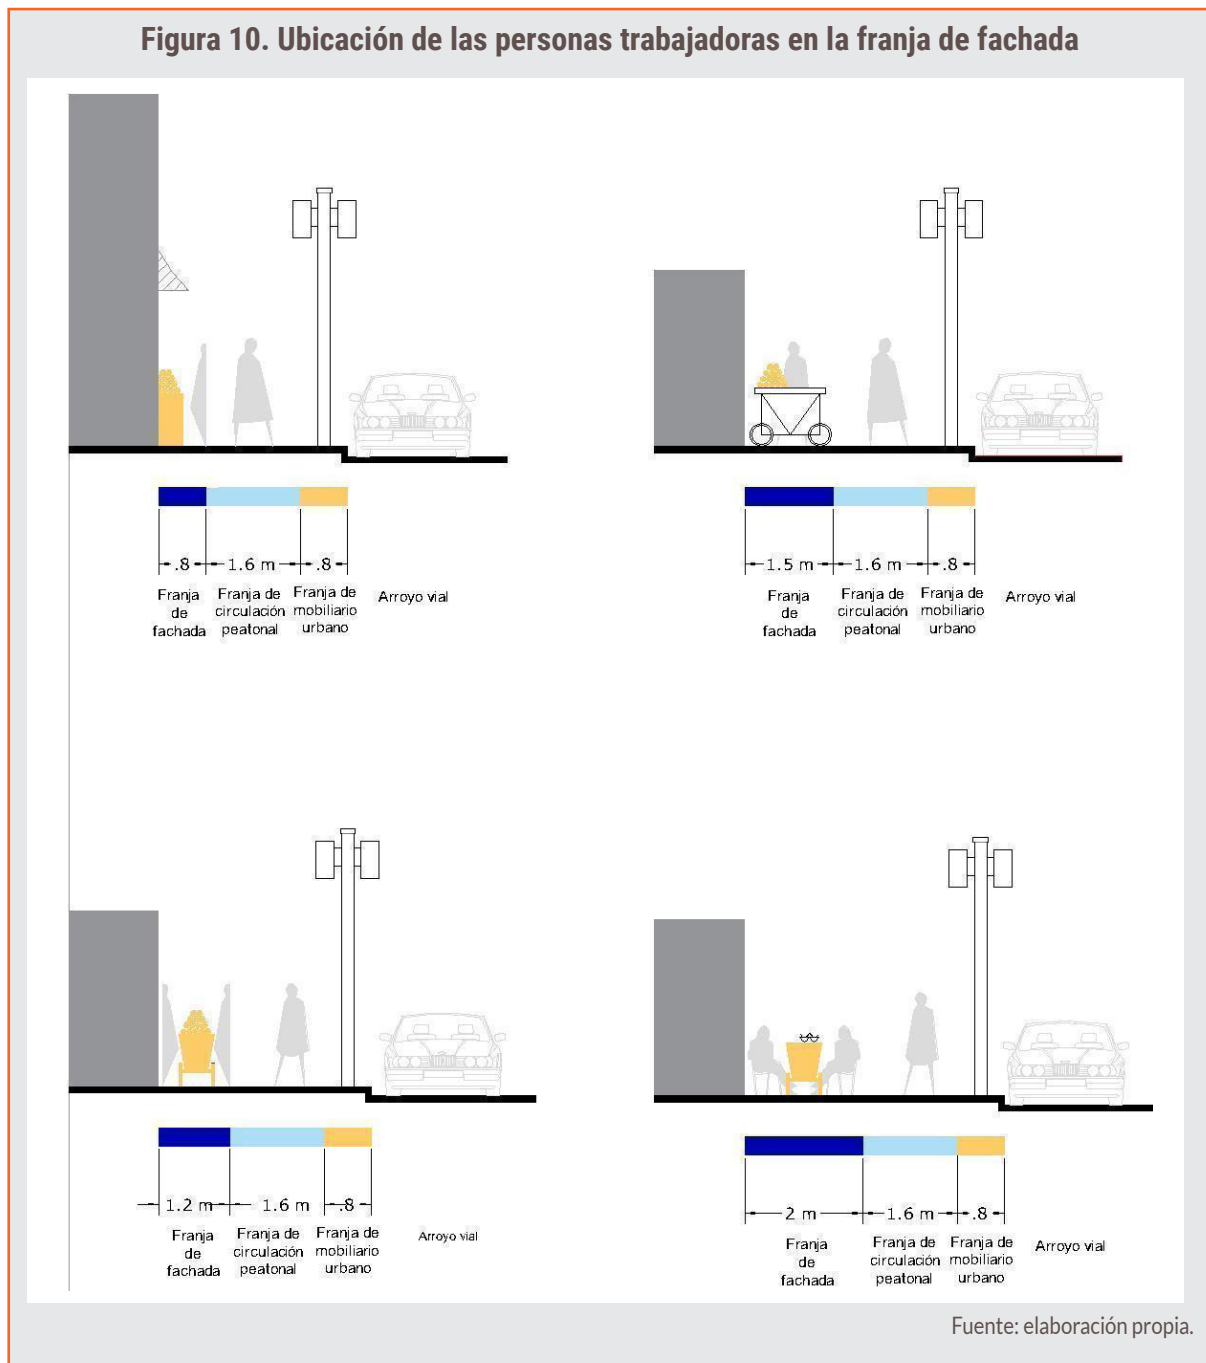 Figura 10. Ubicación de las personas trabajadoras en la franja de fachada
.8
1.6 m
.8
Franja
de
fachada
Franja de
circulación
peatonal
Franja de
mobiliario
urbano
Arroyo vial
1.5 m
1.6 m
.8
Franja
de
fachada
Franja de
circulación
peatonal
Franja de
mobiliario
urbano
Arroyo vial
1.2 m
1.6 m
.8
Franja
de
fachada
Franja de
circulación
peatonal
Franja de
mobiliario
urbano
Arroyo vial
2 m
1.6 m
.8
Franja
de
fachada
Franja de
circulación
peatonal
Franja de
mobiliario
urbano
Arroyo vial
Fuente: elaboración propia.